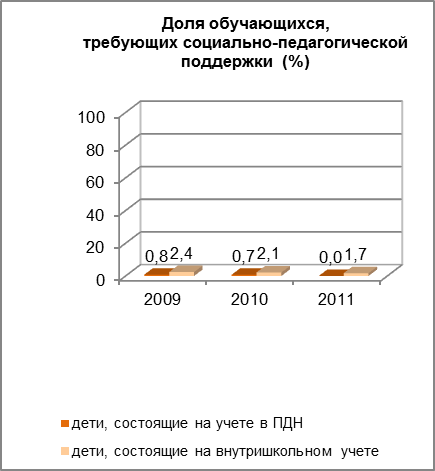 Доля обучающихся,
требующих социально-педагогической
поддержки (%)
100
80
60
40
20
0
0,8 2,4 0,7 2,1 0,0 1,7
2009 2010 2011
дети, состоящие на учете в ПДН
дети, состоящие на внутришкольном учете